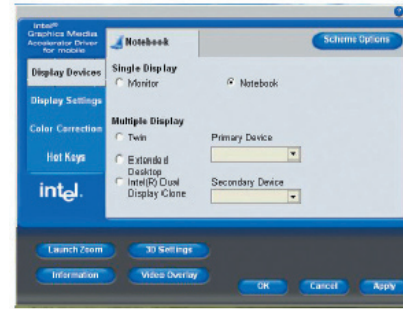 intel®
Graphics Media
Accelerator Driver
for mobile
Notebook
Scheme Options
Display Devices
Single Display
Monitor
Notebook
Display Settings
Multiple Display
Color Correction
Twin
Primary Device
Hot Keys
Extended
Desktop
Intel(R) Dual
Display Clone
Secondary Device
intel.
Launch Zoom
3D Settings
Information
Video Overlay
OK
Cancel
Apply